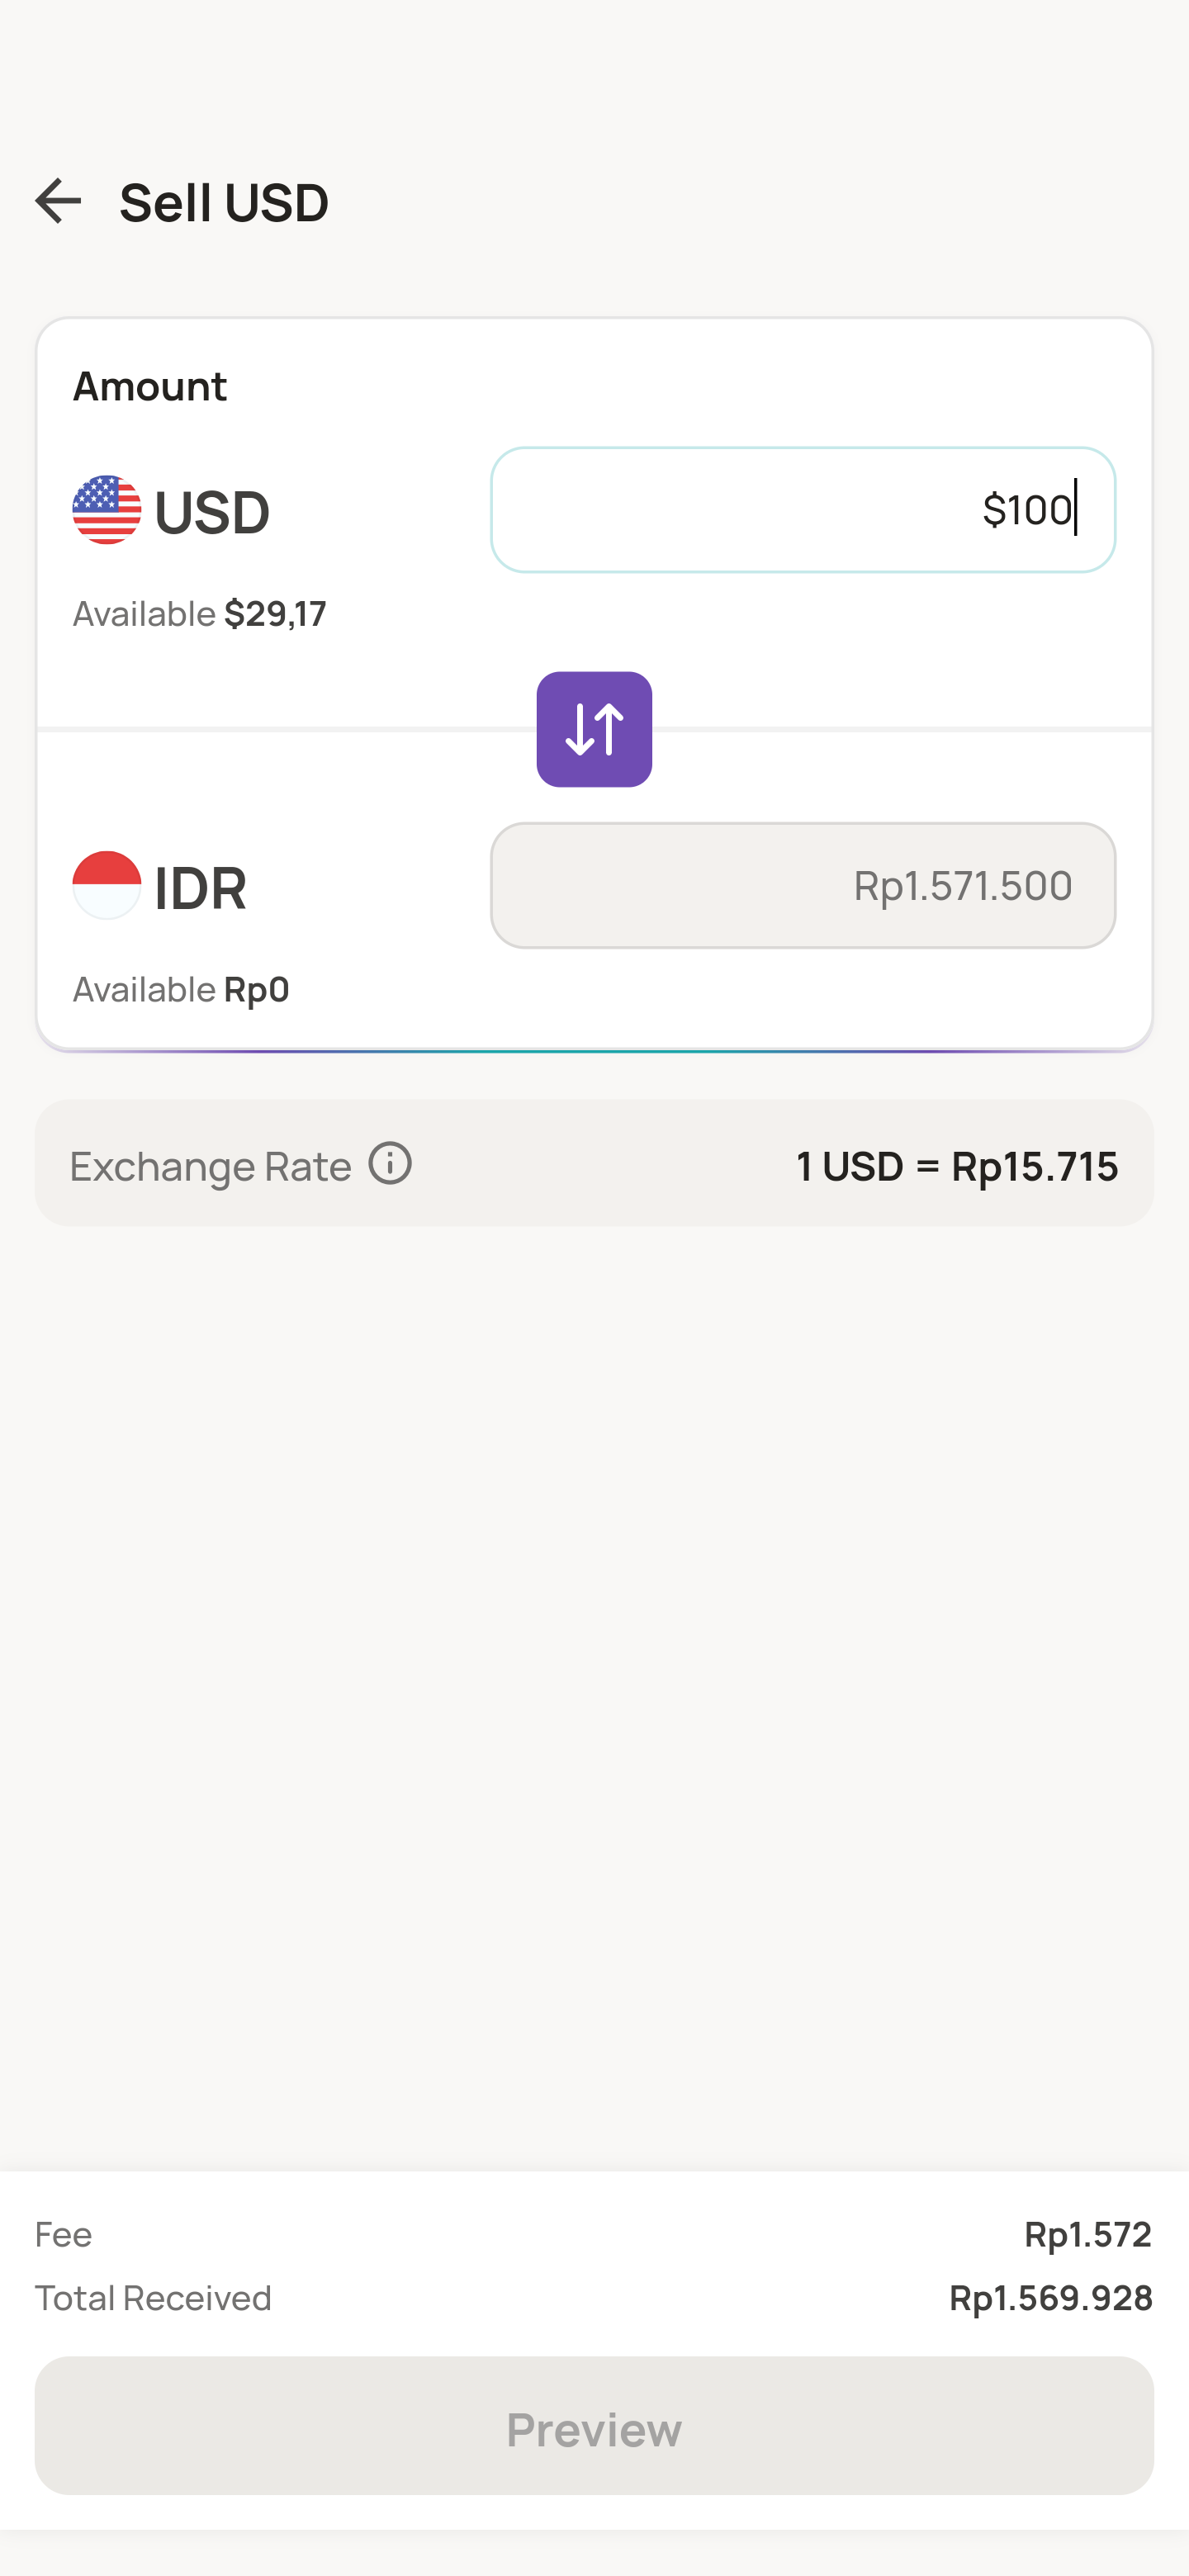 Sell USD
Amount
USD
$100
Available $29,17
IDR
Rp1.571.500
Available Rp0
Exchange Rate
1 USD = Rp15.715
Fee
Rp1.572
Total Received
Rp1.569.928
Preview